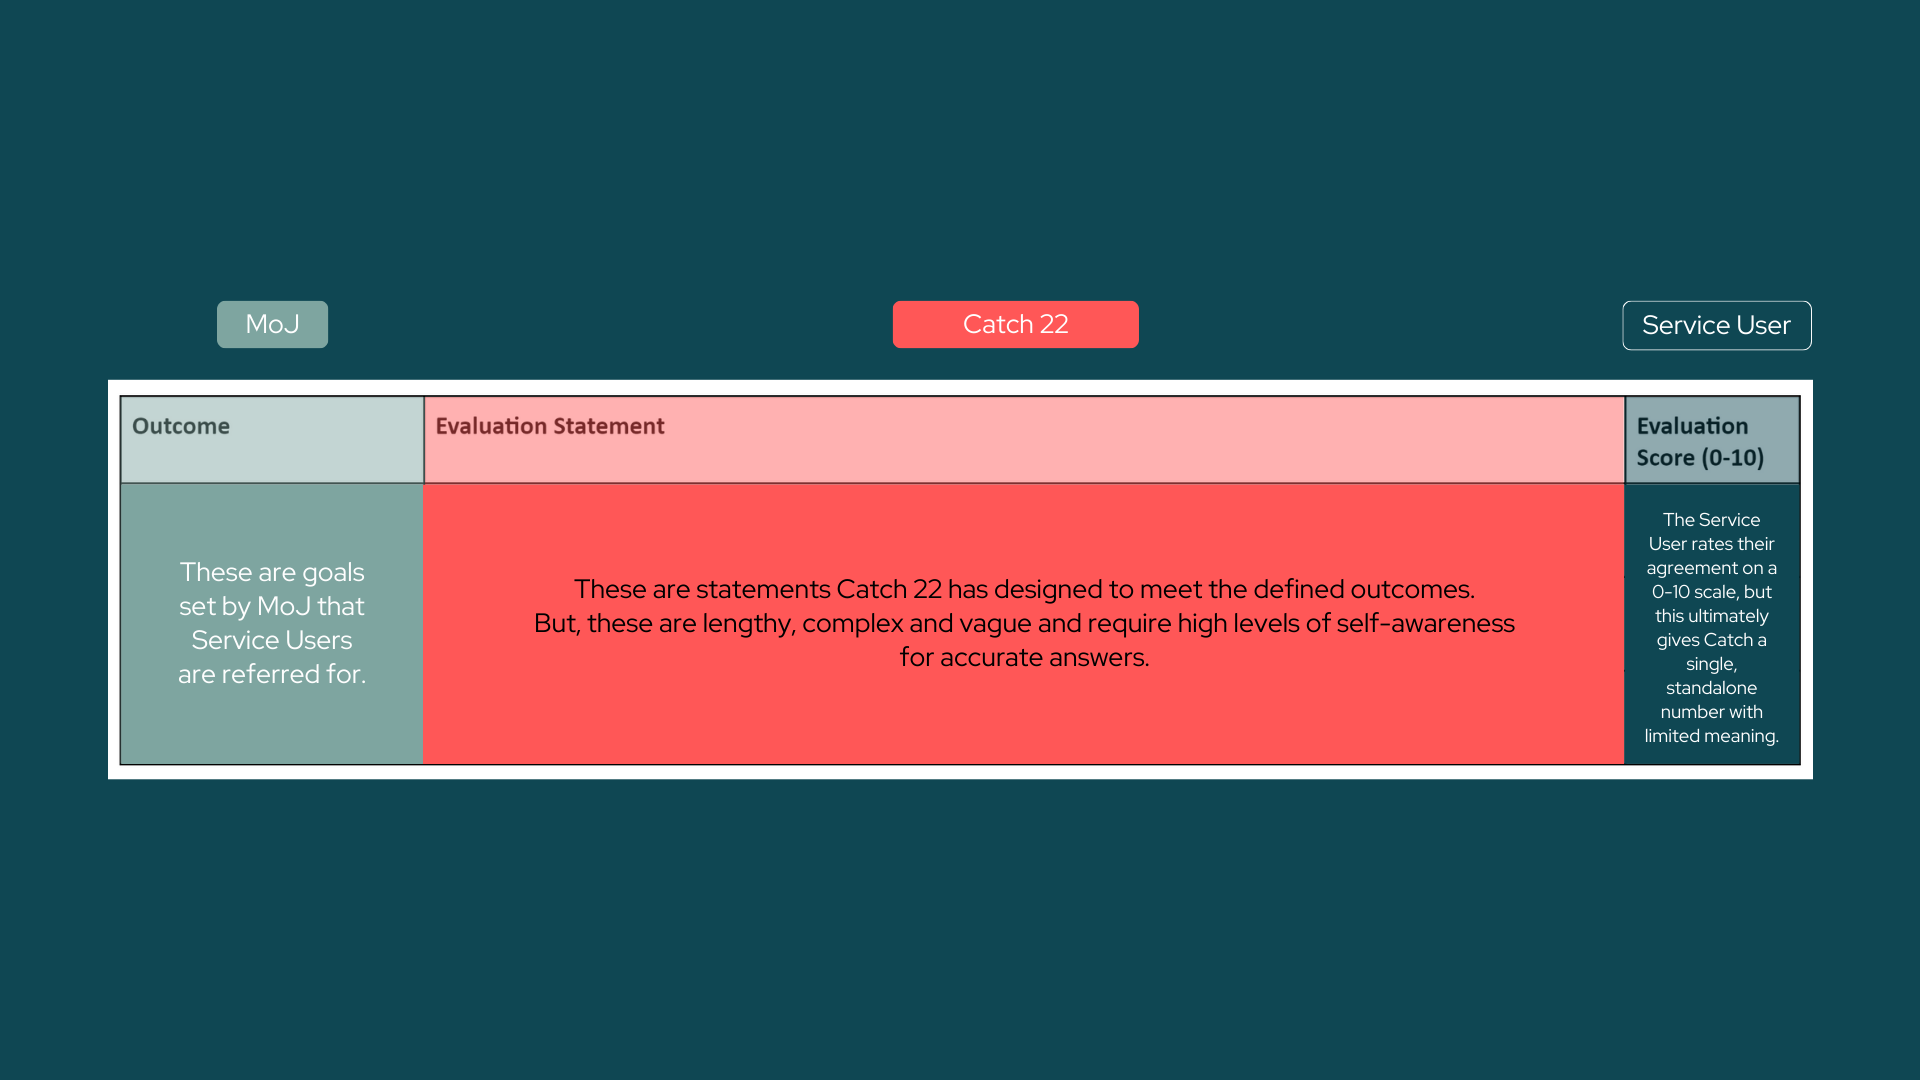 MoJ
Catch 22
Service User
Outcome
Evaluation Statement
Evaluation
Score (0-10)
These are goals
set by MoJ that
Service Users
are referred for.
These are statements Catch 22 has designed to meet the defined outcomes.
But, these are lengthy, complex and vague and require high levels of self-awareness
for accurate answers.
The Service
User rates their
agreement on a
0-10 scale, but
this ultimately
gives Catch a
single,
standalone
number with
limited meaning.